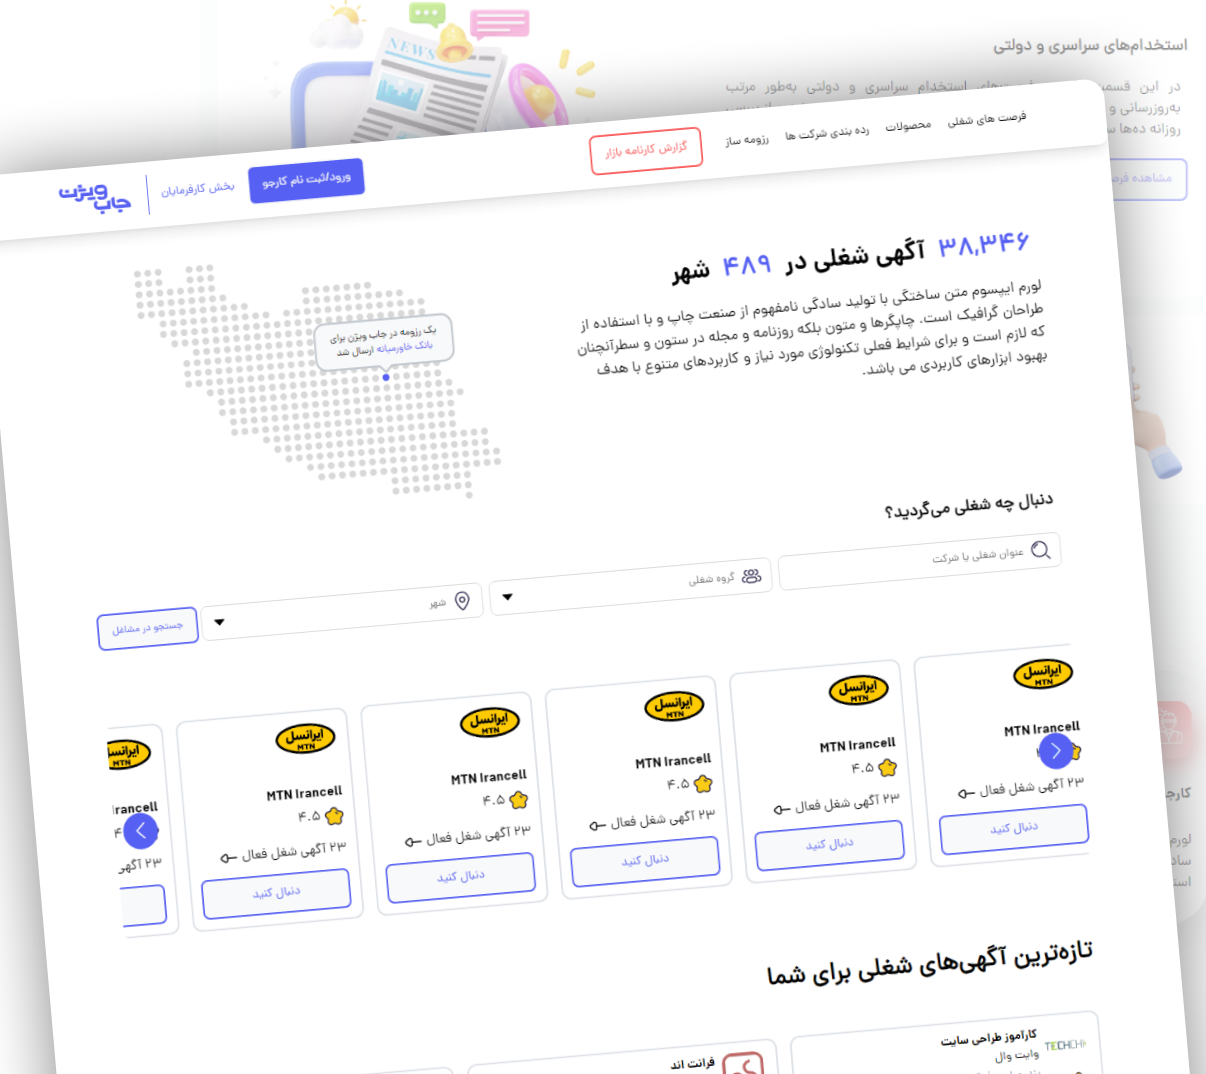 NEWS
استخدام‌های سراسری و دولتی
در این قسمت
های استخدام سراسری و دولتی به‌طور مرتب
به‌روزرسانی و
روزانه ده‌ها
مشاهده
فرصت های شغلی
محصولات
رده بندی شرکت ها
رزومه ساز
گزارش کارنامه بازار
ورود/ثبت نام کارجو
بخش کارفرمایان
جاب ویژن
۳۸,۳۴۶ آگهی شغلی در ۴۸۹ شهر
لورم ایپسوم متن ساختگی با تولید سادگی نامفهوم از صنعت چاپ و با استفاده از
طراحان گرافیک است. چاپگرها و متون بلکه روزنامه و مجله در ستون و سطرآنچنان
که لازم است و برای شرایط فعلی تکنولوژی مورد نیاز و کاربردهای متنوع با هدف
بهبود ابزارهای کاربردی می باشد.
یک رزومه در جاب ویژن برای
بانک خاورمیانه ارسال شد
دنبال چه شغلی می‌گردید؟
عنوان شغلی یا شرکت
گروه شغلی
شهر
جستجو در مشاغل
ایرانسل
MTN
MTN Irancell
۲۳ آگهی شغل فعال
دنبال کنید
ایرانسل
MTN
MTN Irancell
۴.۵
۲۳ آگهی شغل فعال
دنبال کنید
ایرانسل
MTN
MTN Irancell
۴.۵
۲۳ آگهی شغل فعال
دنبال کنید
ایرانسل
MTN
MTN Irancell
۴.۵
۲۳ آگهی شغل فعال
دنبال کنید
ایرانسل
MTN
MTN Irancell
۴.۵
۲۳ آگهی شغل فعال
دنبال کنید
ایرانسل
MTN
Irancell
۲۳ آگهی
کارجو
لورم
تازه‌ترین آگهی‌های شغلی برای شما
کارآموز طراحی سایت
وایت وال
فرانت اند